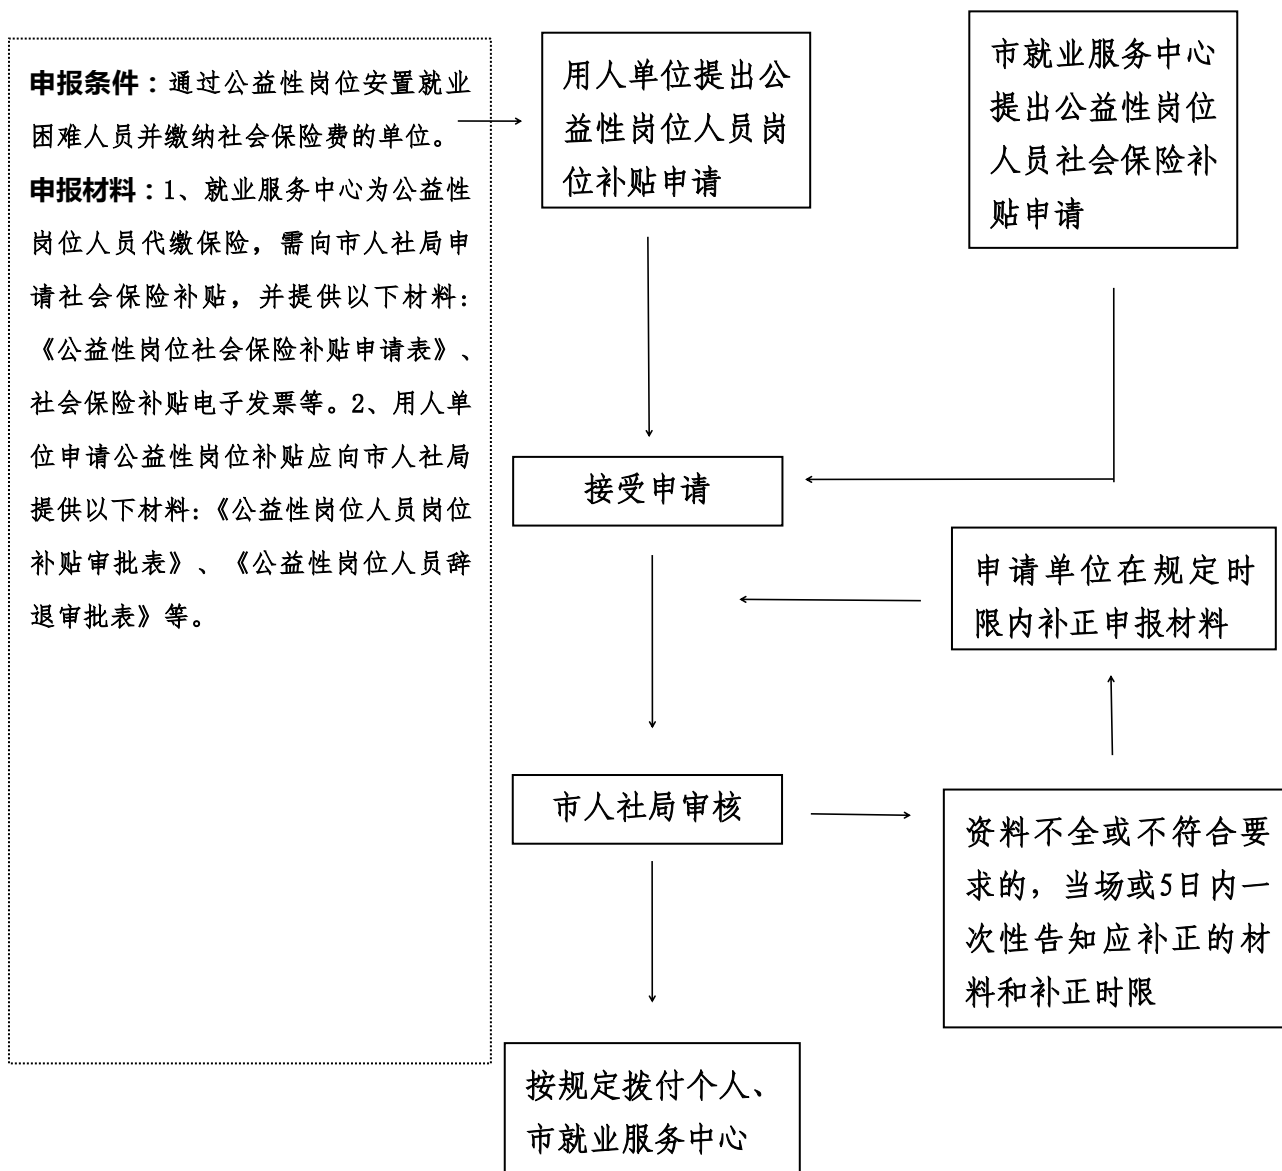 申报条件：通过公益性岗位安置就业
困难人员并缴纳社会保险费的单位。
申报材料：1、就业服务中心为公益性
岗位人员代缴保险，需向市人社局申
请社会保险补贴，并提供以下材料：
《公益性岗位社会保险补贴申请表》、
社会保险补贴电子发票等。2、用人单
位申请公益性岗位补贴应向市人社局
提供以下材料：《公益性岗位人员岗位
补贴审批表》、《公益性岗位人员辞
退审批表》等。
用人单位提出公
益性岗位人员岗
位补贴申请
市就业服务中心
提出公益性岗位
人员社会保险补
贴申请
接受申请
申请单位在规定时
限内补正申报材料
市人社局审核
资料不全或不符合要
求的，当场或5日内一
次性告知应补正的材
料和补正时限
按规定拨付个人、
市就业服务中心